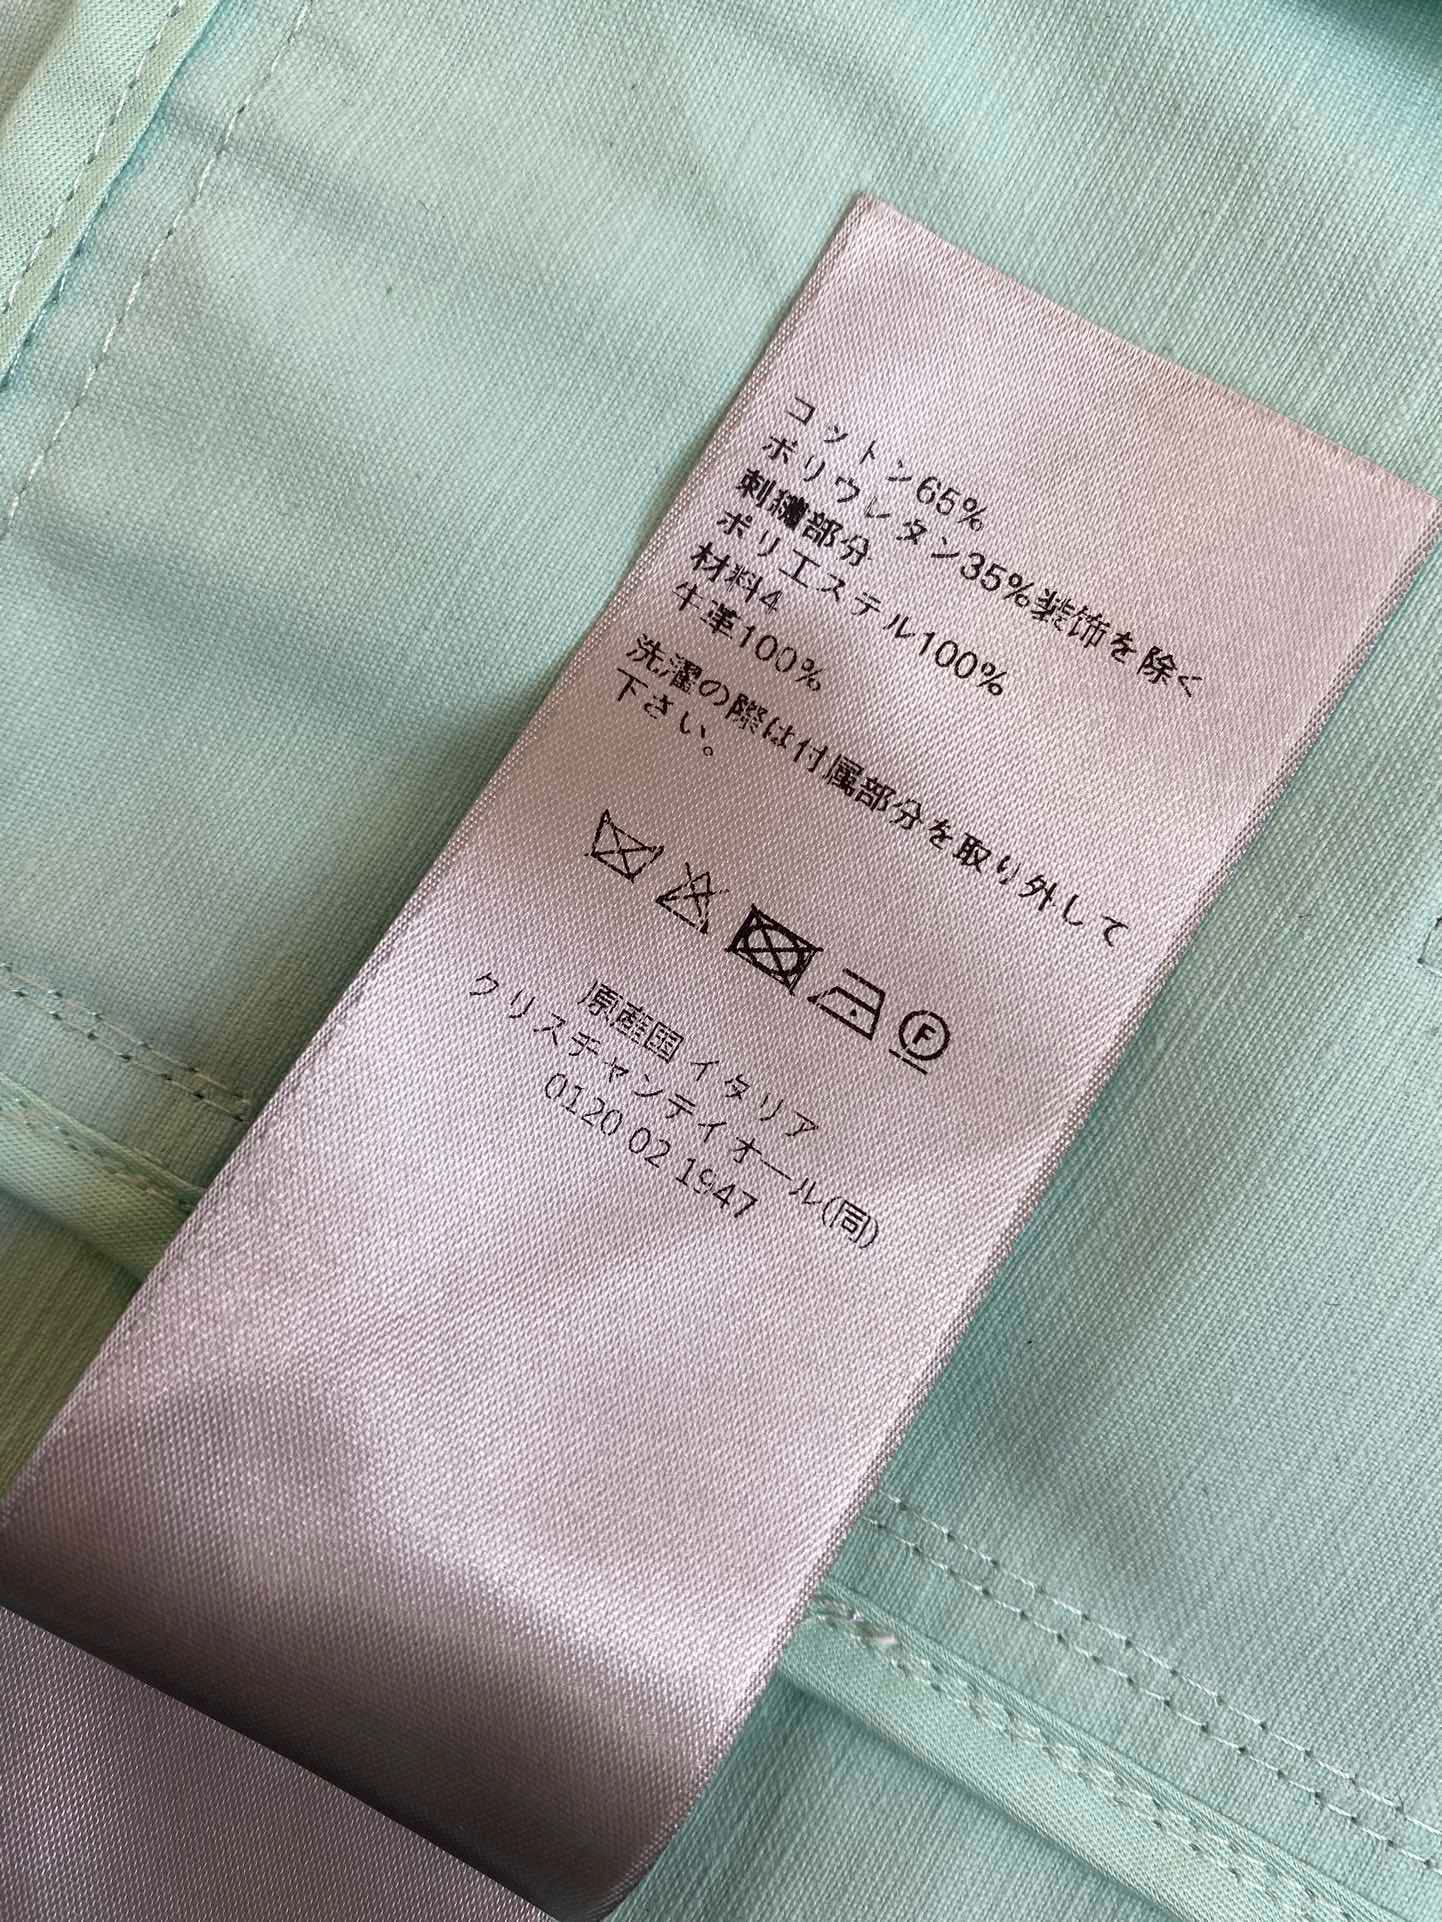 コットン65%
ポリウレタン35%装飾を除く
刺繍部分
ポリエステル100%
材料4
牛革100%
洗濯の際は付属部分を取り外して
下さい。
F
原産国 イタリア
クリスチャンディオール(同)
0120 02 1947